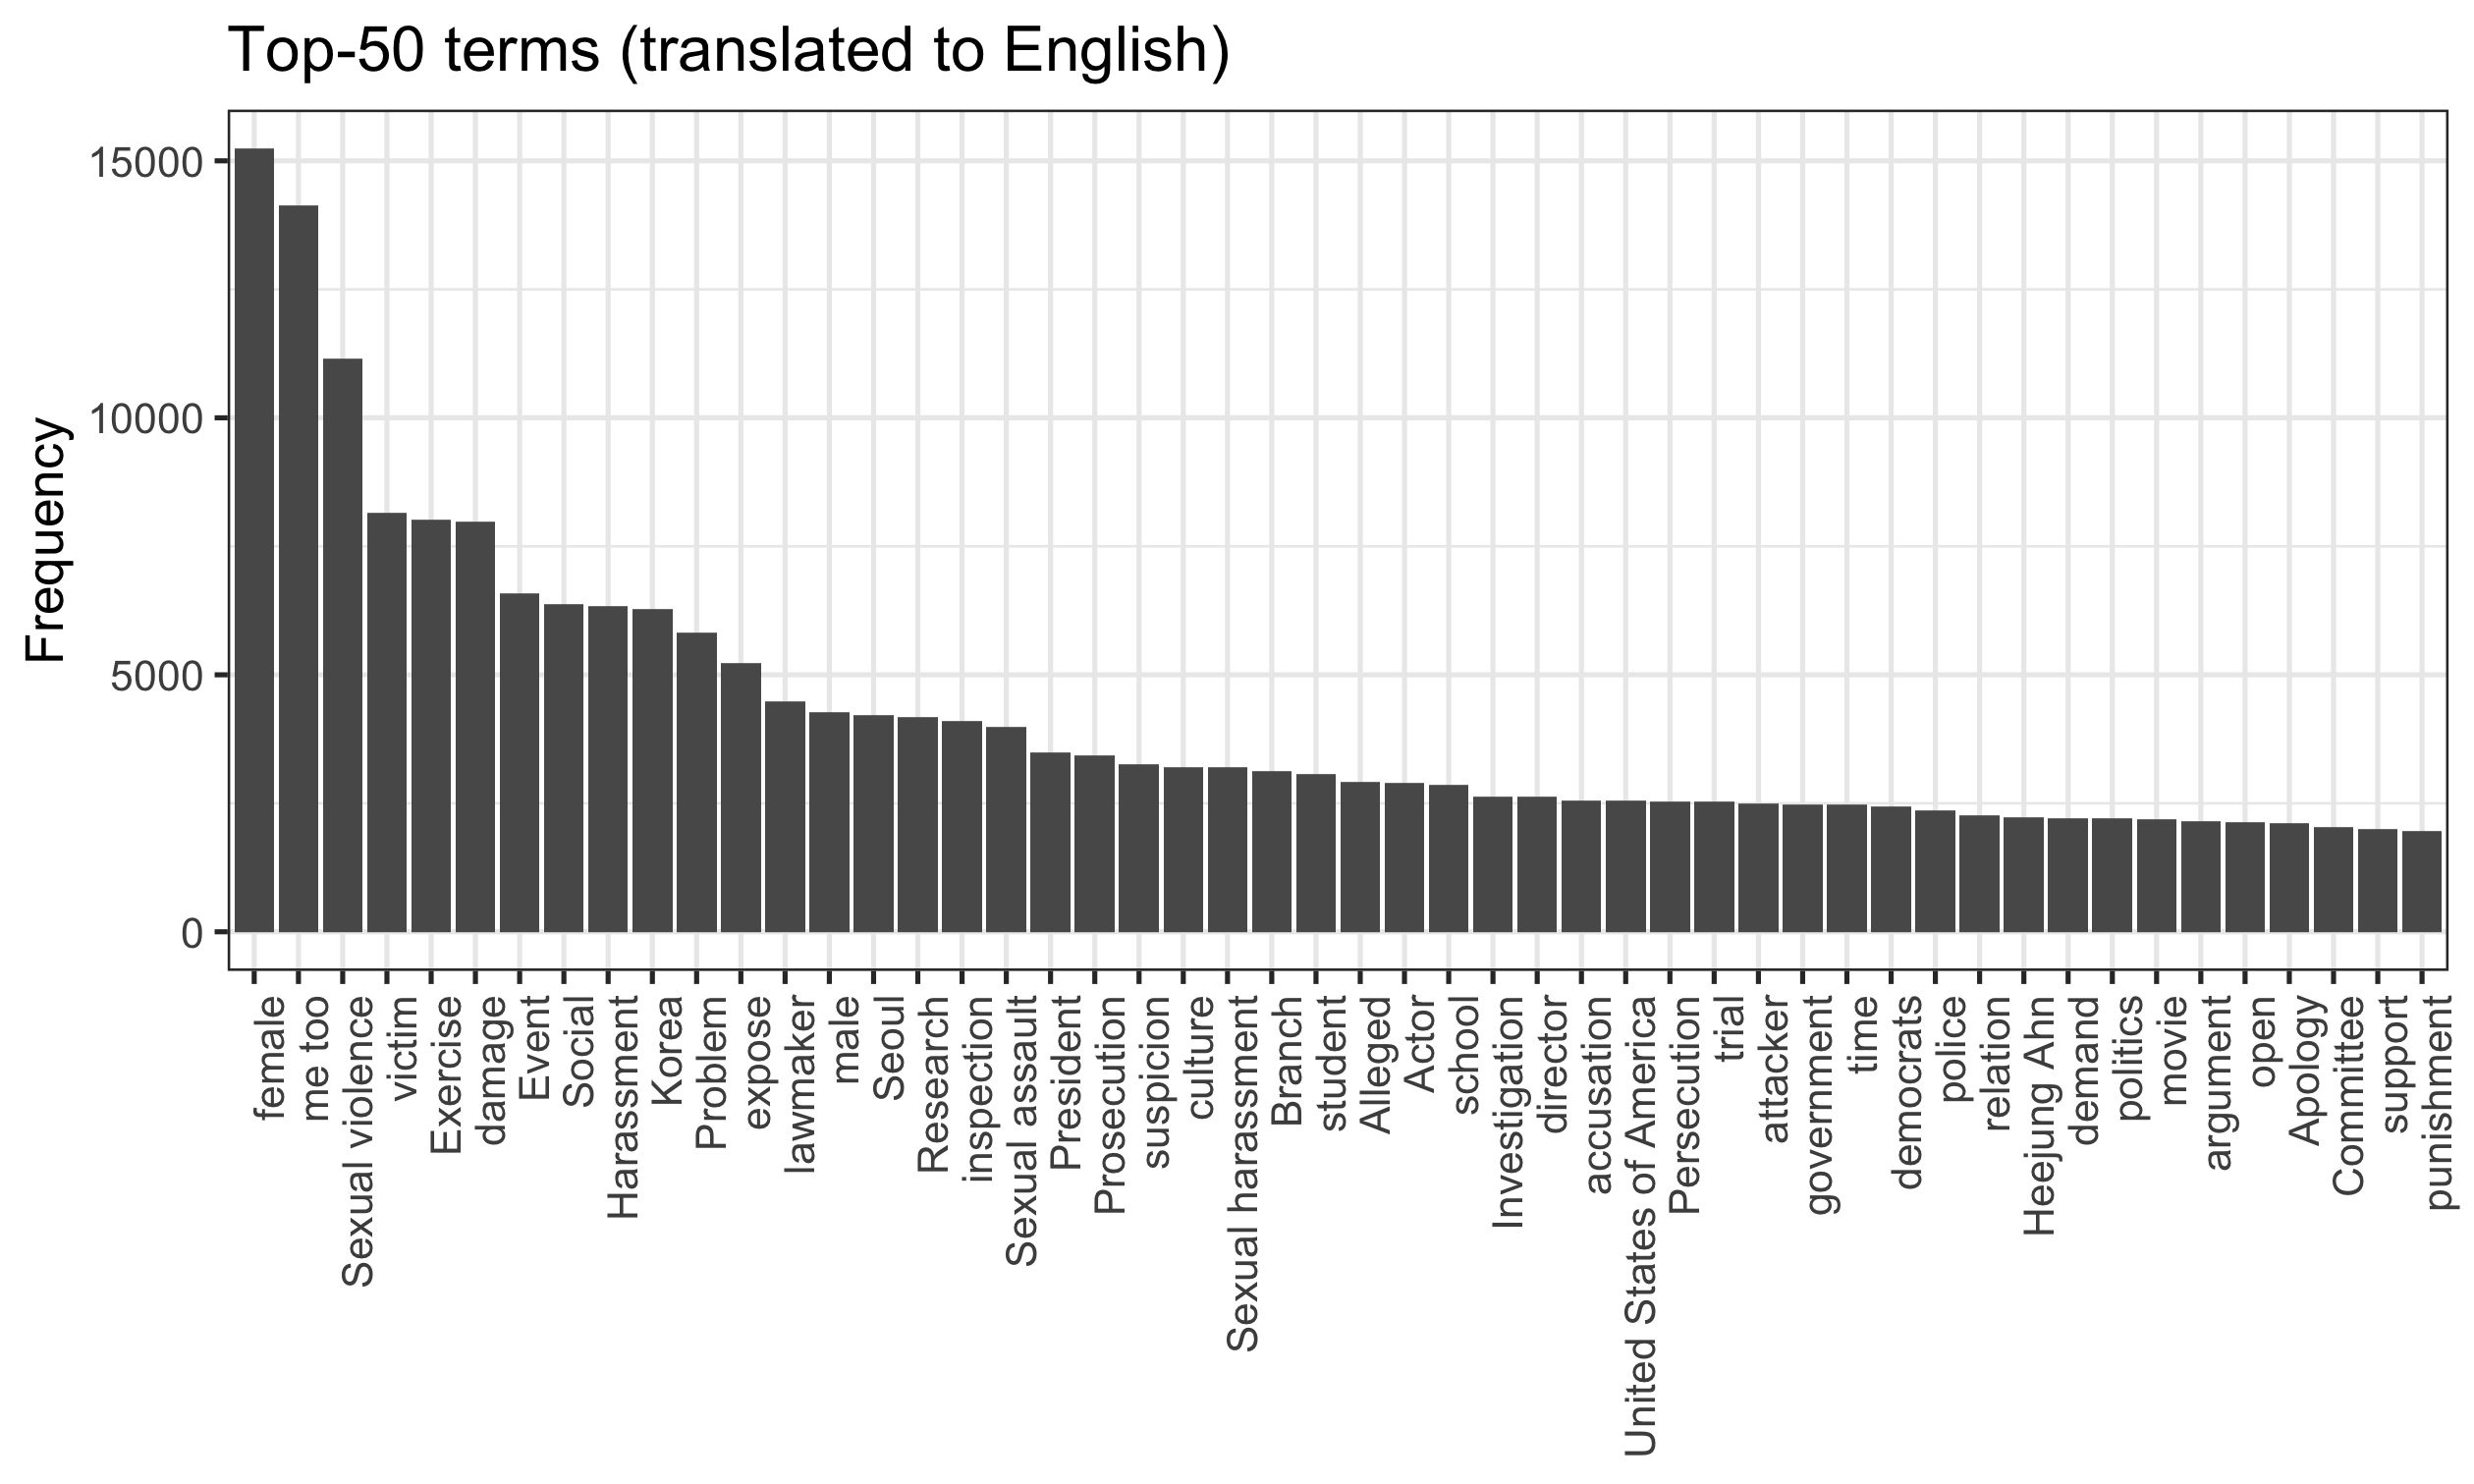 Top-50 terms (translated to English)
Frequency
15000
10000
5000
0
female
me too
Sexual violence
victim
Exercise
damage
Event
Social
Harassment
Korea
Problem
expose
lawmaker
male
Seoul
Research
inspection
Sexual assault
President
Prosecution
suspicion
culture
Sexual harassment
Branch
student
Alleged
Actor
school
Investigation
director
accusation
United States of America
Persecution
trial
attacker
government
time
democrats
police
relation
Heejung Ahn
demand
politics
movie
argument
open
Apology
Committee
support
punishment